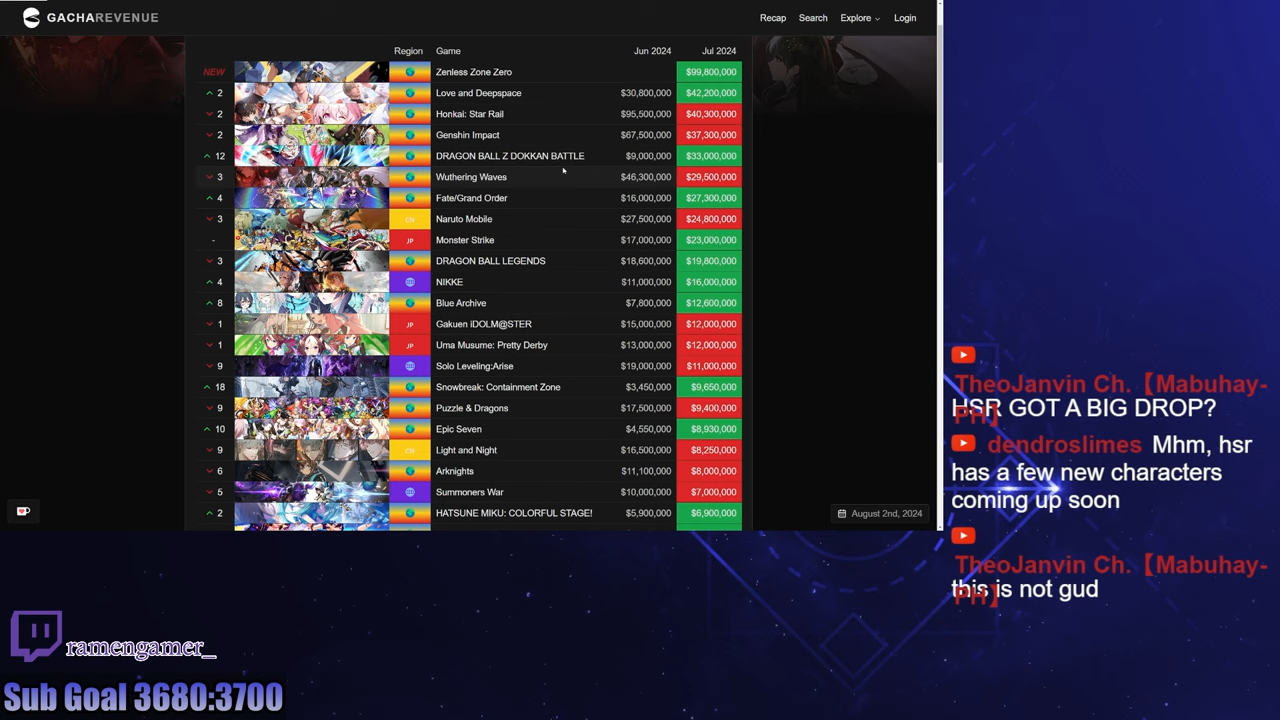 GACHAREVENUE Recap Search Explore Login
Region Game Jun 2024 Jul 2024
NEW Zenless Zone Zero $99,800,000
2 Love and Deepspace $30,800,000 $42,200,000
2 Honkai: Star Rail $95,500,000 $40,300,000
2 Genshin Impact $67,500,000 $37,300,000
12 DRAGON BALL Z DOKKAN BATTLE $9,000,000 $33,000,000
3 Wuthering Waves $46,300,000 $29,500,000
4 Fate/Grand Order $16,000,000 $27,300,000
3 CN Naruto Mobile $27,500,000 $24,800,000
- JP Monster Strike $17,000,000 $23,000,000
3 DRAGON BALL LEGENDS $18,600,000 $19,800,000
4 NIKKE $11,000,000 $16,000,000
8 Blue Archive $7,800,000 $12,600,000
1 JP Gakuen iDOLM@STER $15,000,000 $12,000,000
1 JP Uma Musume: Pretty Derby $13,000,000 $12,000,000
9 Solo Leveling:Arise $19,000,000 $11,000,000
18 Snowbreak: Containment Zone $3,450,000 $9,650,000
9 Puzzle & Dragons $17,500,000 $9,400,000
10 Epic Seven $4,550,000 $8,930,000
9 CN Light and Night $16,500,000 $8,250,000
6 Arknights $11,100,000 $8,000,000
5 Summoners War $10,000,000 $7,000,000
2 HATSUNE MIKU: COLORFUL STAGE! $5,900,000 $6,900,000
August 2nd, 2024
TheoJanvin Ch.【Mabuhay-
PH】
HSR GOT A BIG DROP?
dendroslimes Mhm, hsr
has a few new characters
coming up soon
TheoJanvin Ch.【Mabuhay-
PH】
this is not gud
ramengamer_
Sub Goal 3680:3700